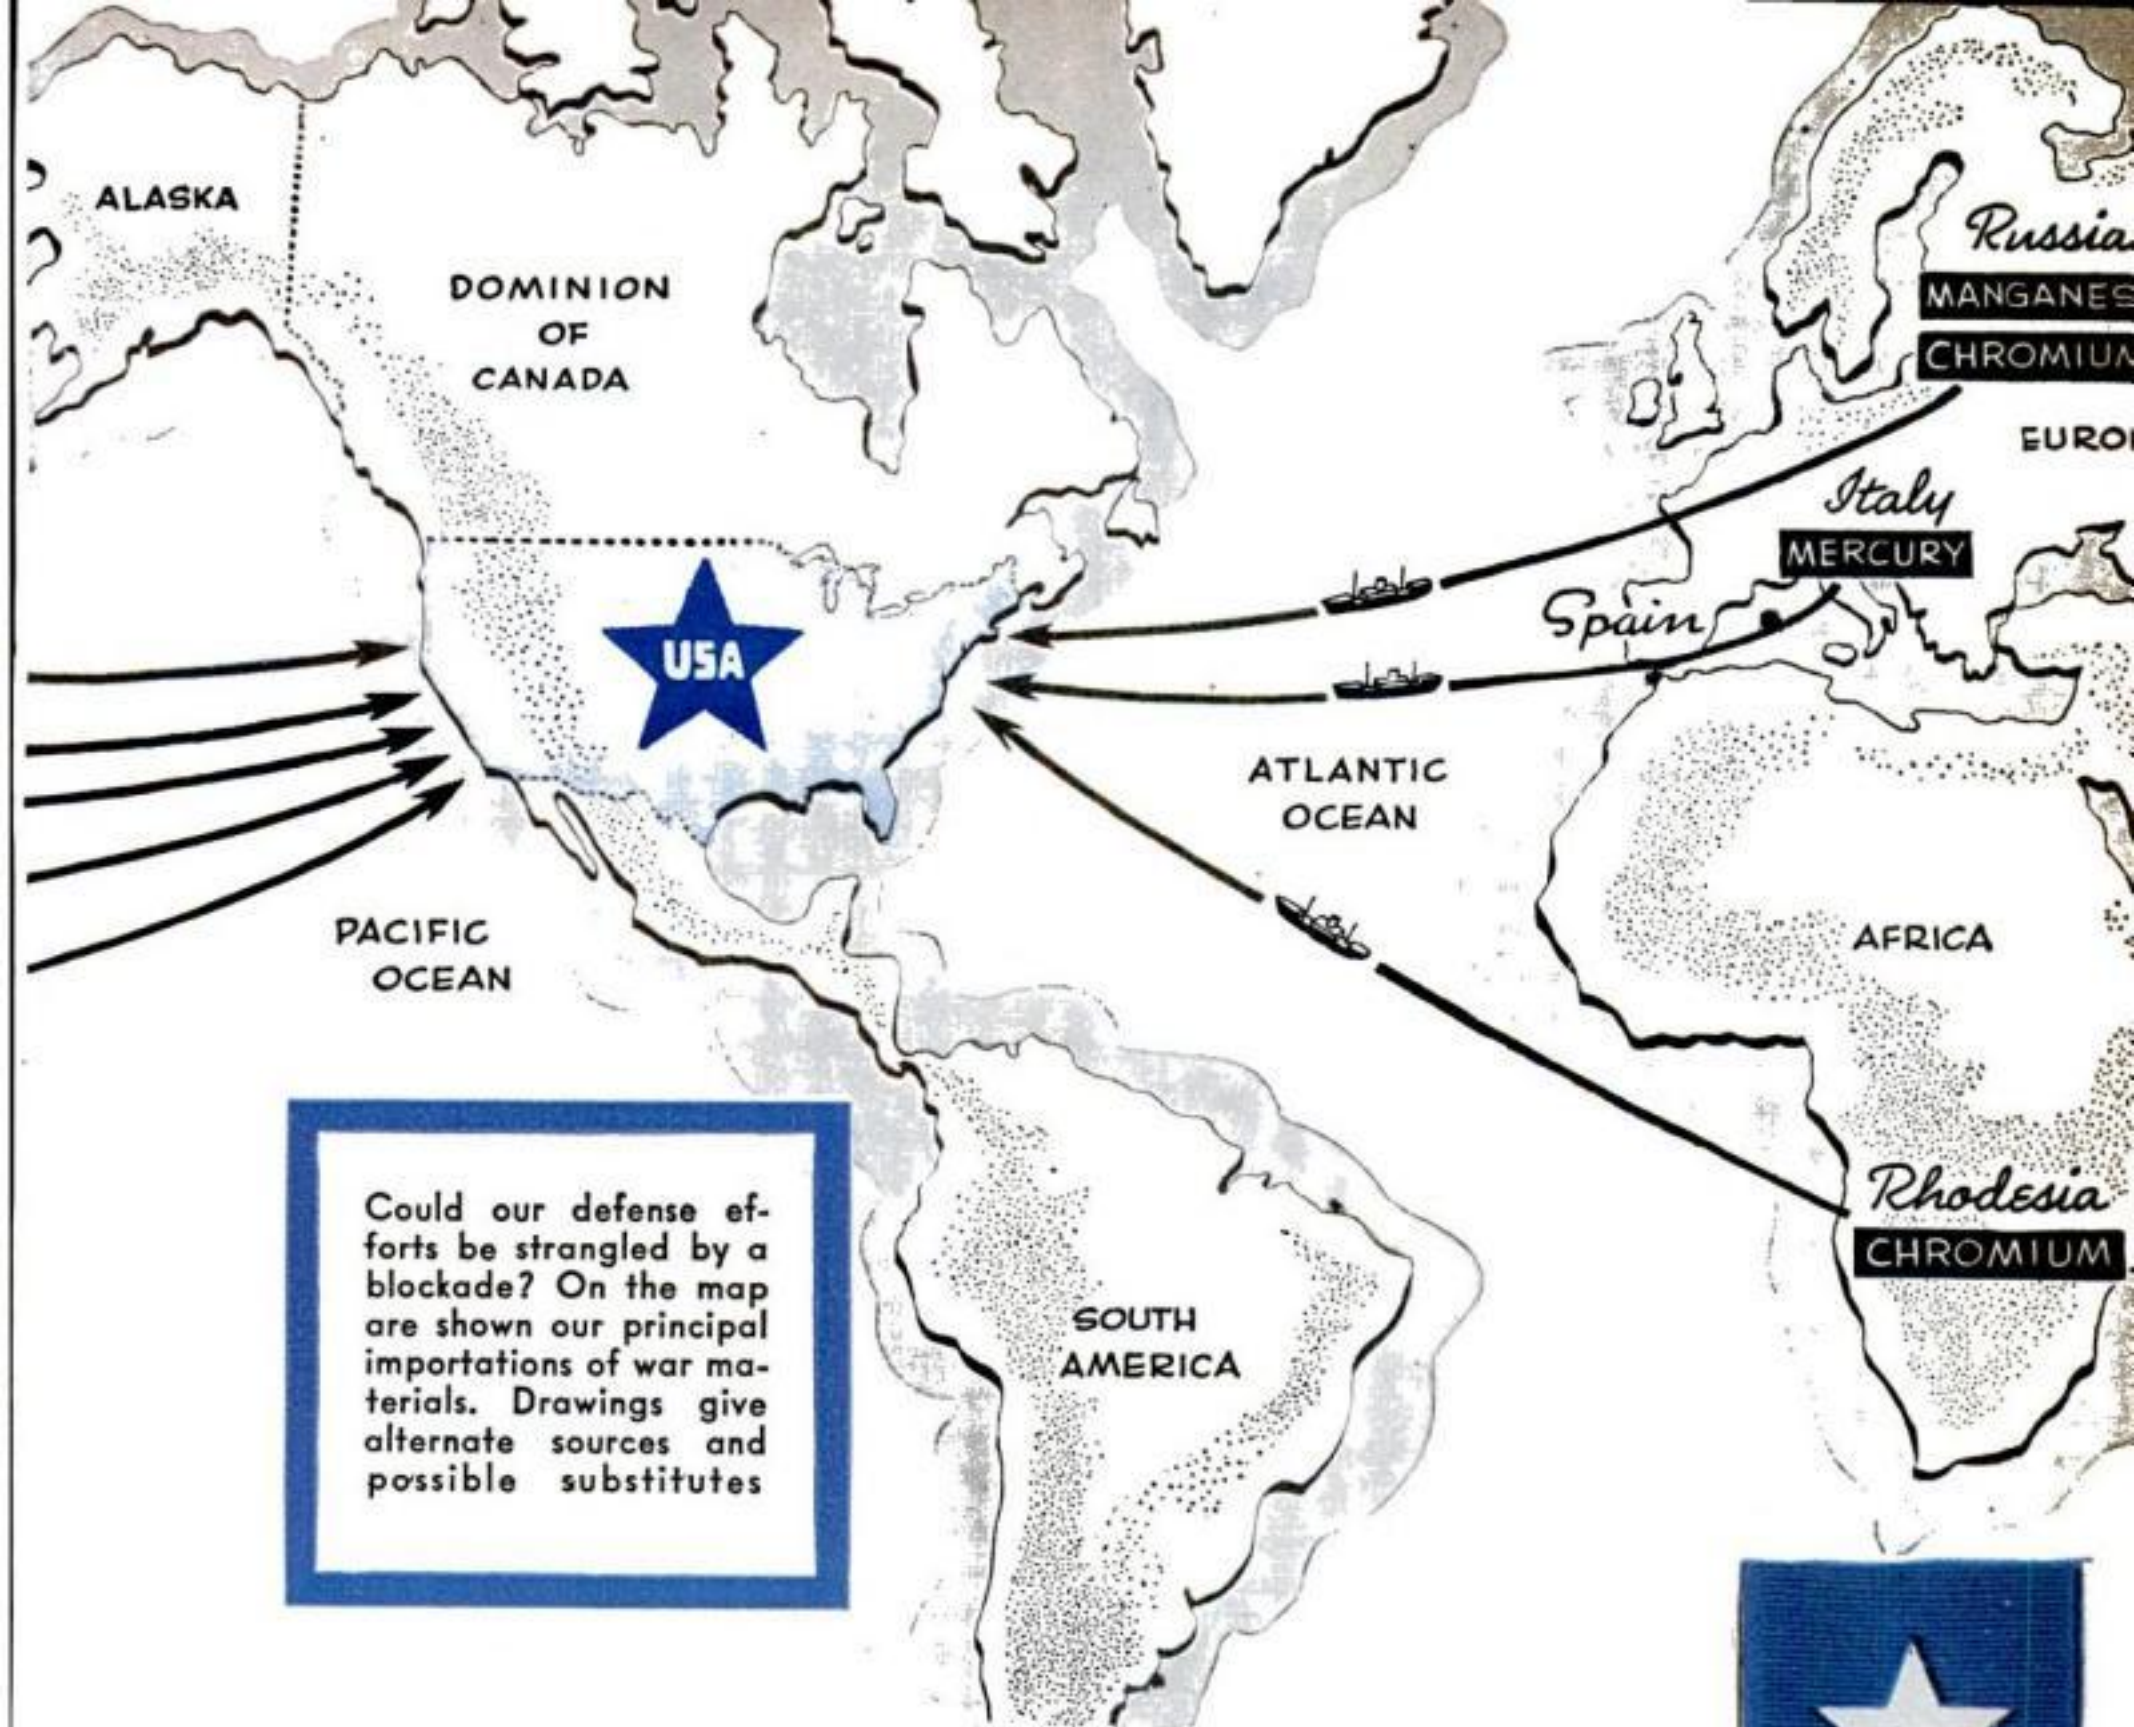 ALASKA
DOMINION
OF
CANADA
Russia
MANGANES
CHROMIUM
EURO
Italy
MERCURY
Spain
USA
ATLANTIC
OCEAN
PACIFIC
OCEAN
AFRICA
Rhodesia
CHROMIUM
SOUTH
AMERICA
Could our defense ef-
forts be strangled by a
blockade? On the map
are shown our principal
importations of war ma-
terials. Drawings give
alternate sources and
possible substitutes